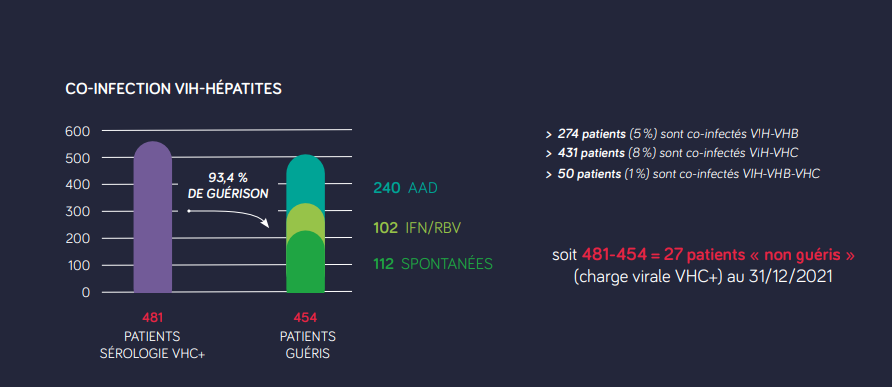 CO-INFECTION VIH-HÉPATITES
600
500
400
300
200
100
0
93,4 %
DE GUÉRISON
240 AAD
102 IFN/RBV
112 SPONTANÉES
481
PATIENTS
SÉROLOGIE VHC+
454
PATIENTS
GUÉRIS
> 274 patients (5 %) sont co-infectés VIH-VHB
> 431 patients (8 %) sont co-infectés VIH-VHC
> 50 patients (1 %) sont co-infectés VIH-VHB-VHC
soit 481-454 = 27 patients « non guéris »
(charge virale VHC+) au 31/12/2021